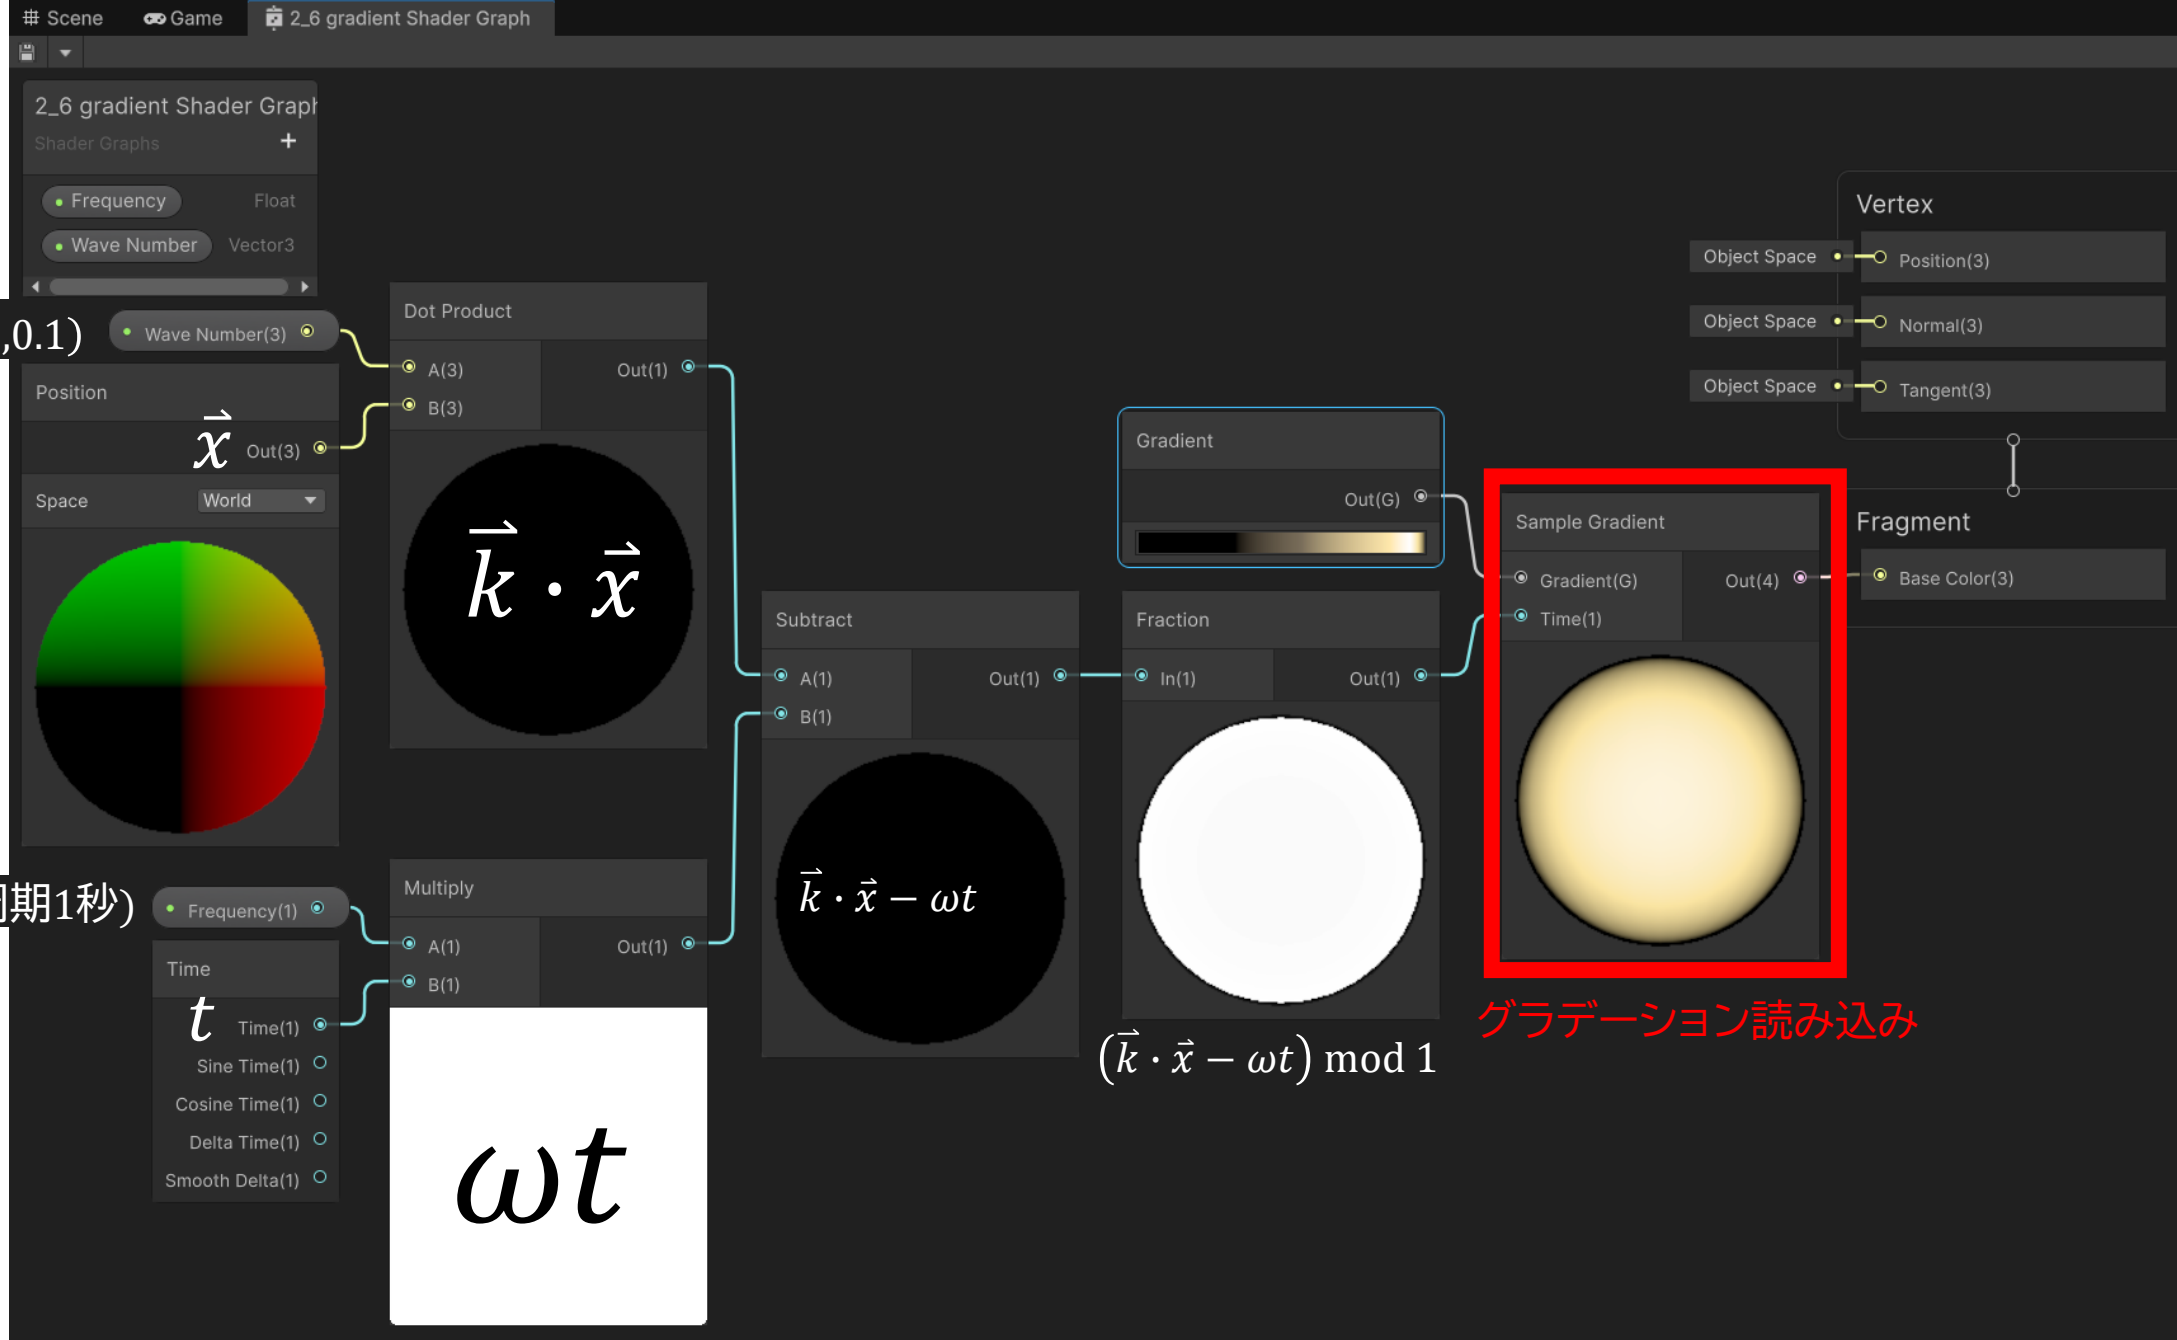 Scene
Game
2_6 gradient Shader Graph
2_6 gradient Shader Graph
Shader Graphs
+
Frequency Float
Wave Number Vector3
,0.1)
Wave Number(3)
Position
x⃗ Out(3)
Space World
Dot Product
A(3) Out(1)
B(3)
k⃗ · x⃗
期1秒)
Frequency(1)
Time
t Time(1)
Sine Time(1)
Cosine Time(1)
Delta Time(1)
Smooth Delta(1)
Multiply
A(1) Out(1)
B(1)
ωt
Subtract
A(1) Out(1)
B(1)
k⃗ · x⃗ − ωt
Gradient
Out(G)
Fraction
In(1) Out(1)
(k⃗ · x⃗ − ωt) mod 1
Sample Gradient
Gradient(G) Out(4)
Time(1)
グラデーション読み込み
Vertex
Object Space Position(3)
Object Space Normal(3)
Object Space Tangent(3)
Fragment
Base Color(3)